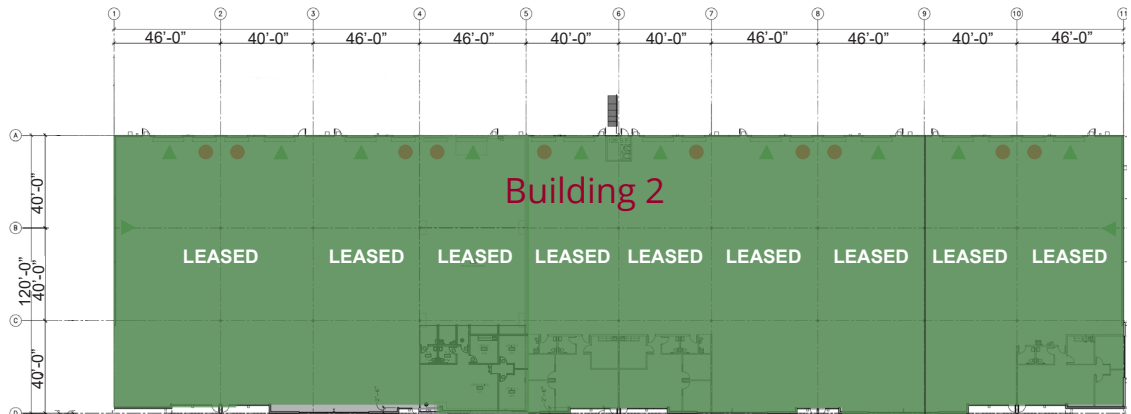 1 2 3 4 5 6 7 8 9 10 11
46'-0" 40'-0" 46'-0" 46'-0" 40'-0" 40'-0" 46'-0" 46'-0" 40'-0" 46'-0"
A
40'-0"
Building 2
B
LEASED LEASED LEASED LEASED LEASED LEASED LEASED LEASED LEASED
120'-0"
40'-0"
C
40'-0"
D